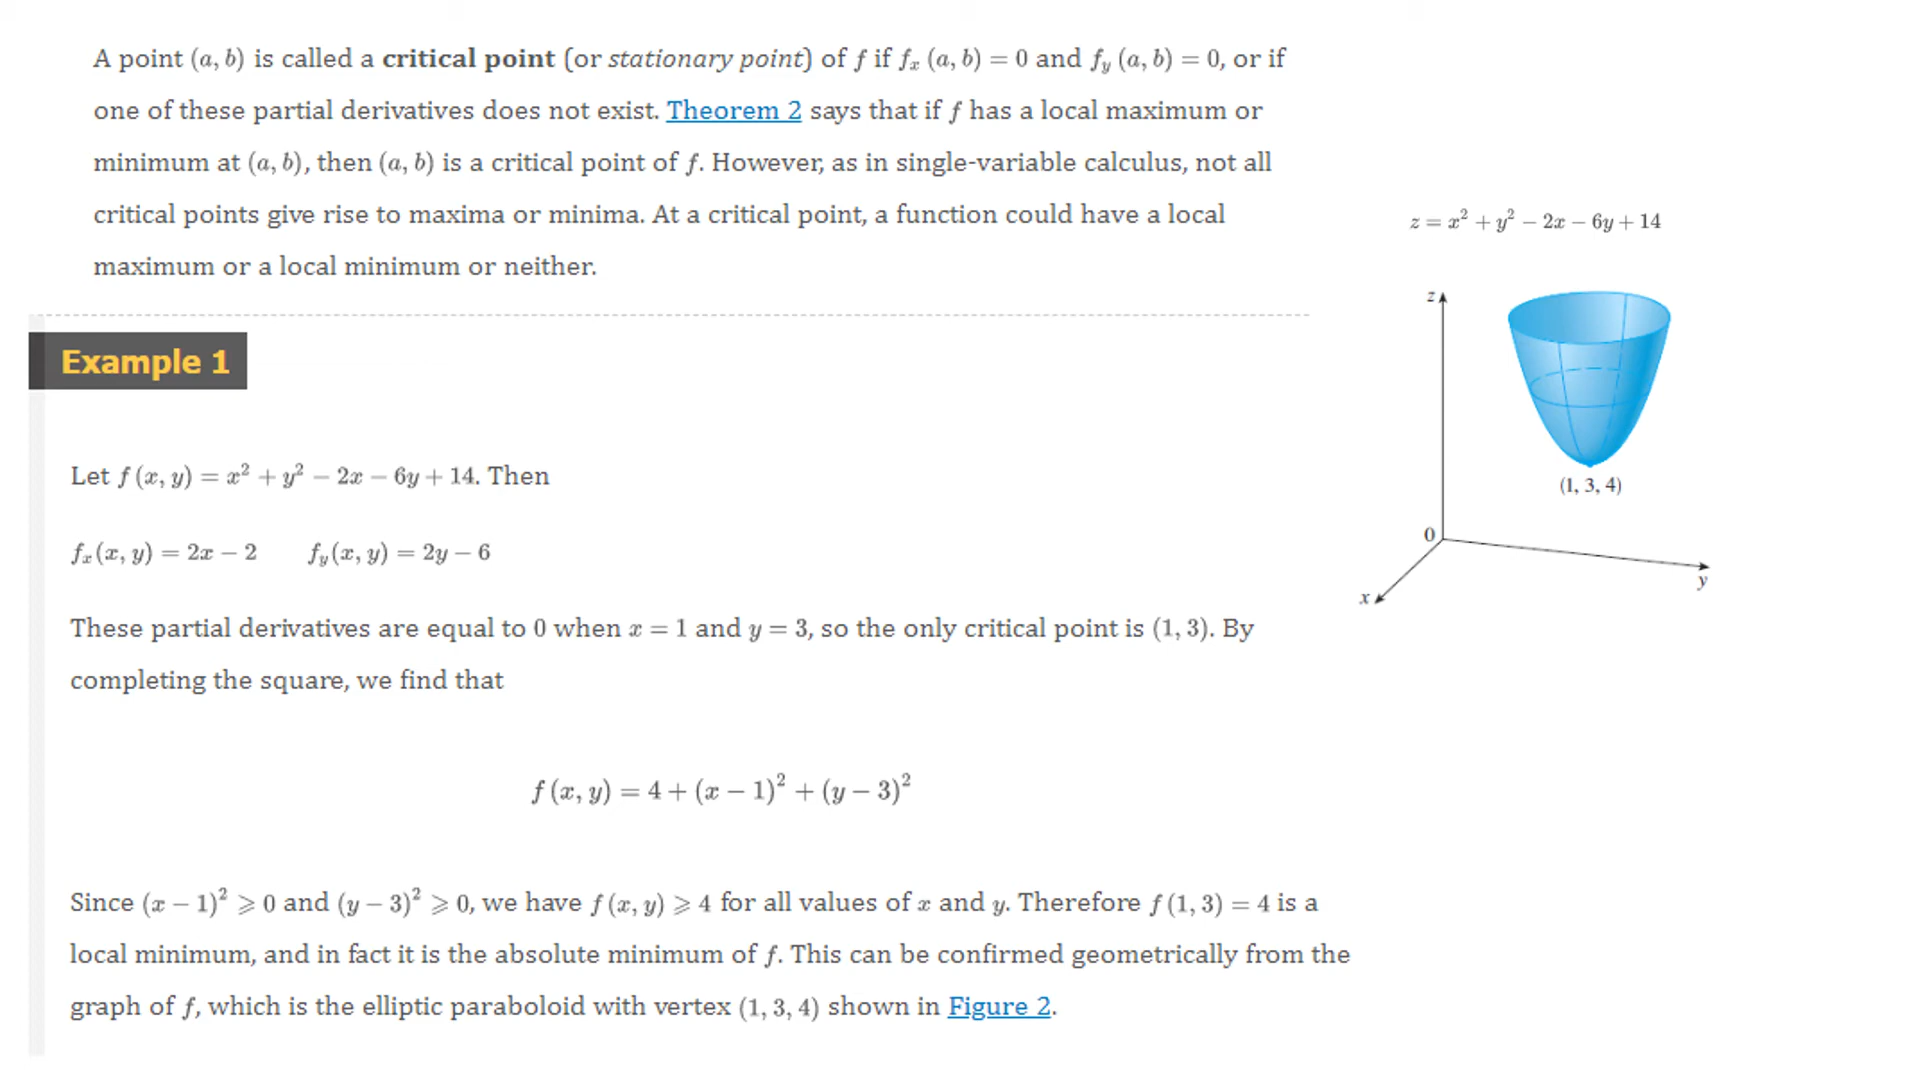 A point (a, b) is called a critical point (or stationary point) of f if fₓ (a, b) = 0 and f_y (a, b) = 0, or if
one of these partial derivatives does not exist. Theorem 2 says that if f has a local maximum or
minimum at (a, b), then (a, b) is a critical point of f. However, as in single-variable calculus, not all
critical points give rise to maxima or minima. At a critical point, a function could have a local
maximum or a local minimum or neither.
Example 1
Let f (x, y) = x² + y² − 2x − 6y + 14. Then
fₓ(x, y) = 2x − 2 f_y(x, y) = 2y − 6
These partial derivatives are equal to 0 when x = 1 and y = 3, so the only critical point is (1, 3). By
completing the square, we find that
f (x, y) = 4 + (x − 1)² + (y − 3)²
Since (x − 1)² ⩾ 0 and (y − 3)² ⩾ 0, we have f (x, y) ⩾ 4 for all values of x and y. Therefore f (1, 3) = 4 is a
local minimum, and in fact it is the absolute minimum of f. This can be confirmed geometrically from the
graph of f, which is the elliptic paraboloid with vertex (1, 3, 4) shown in Figure 2.
z = x² + y² − 2x − 6y + 14
z
(1, 3, 4)
0
x
y